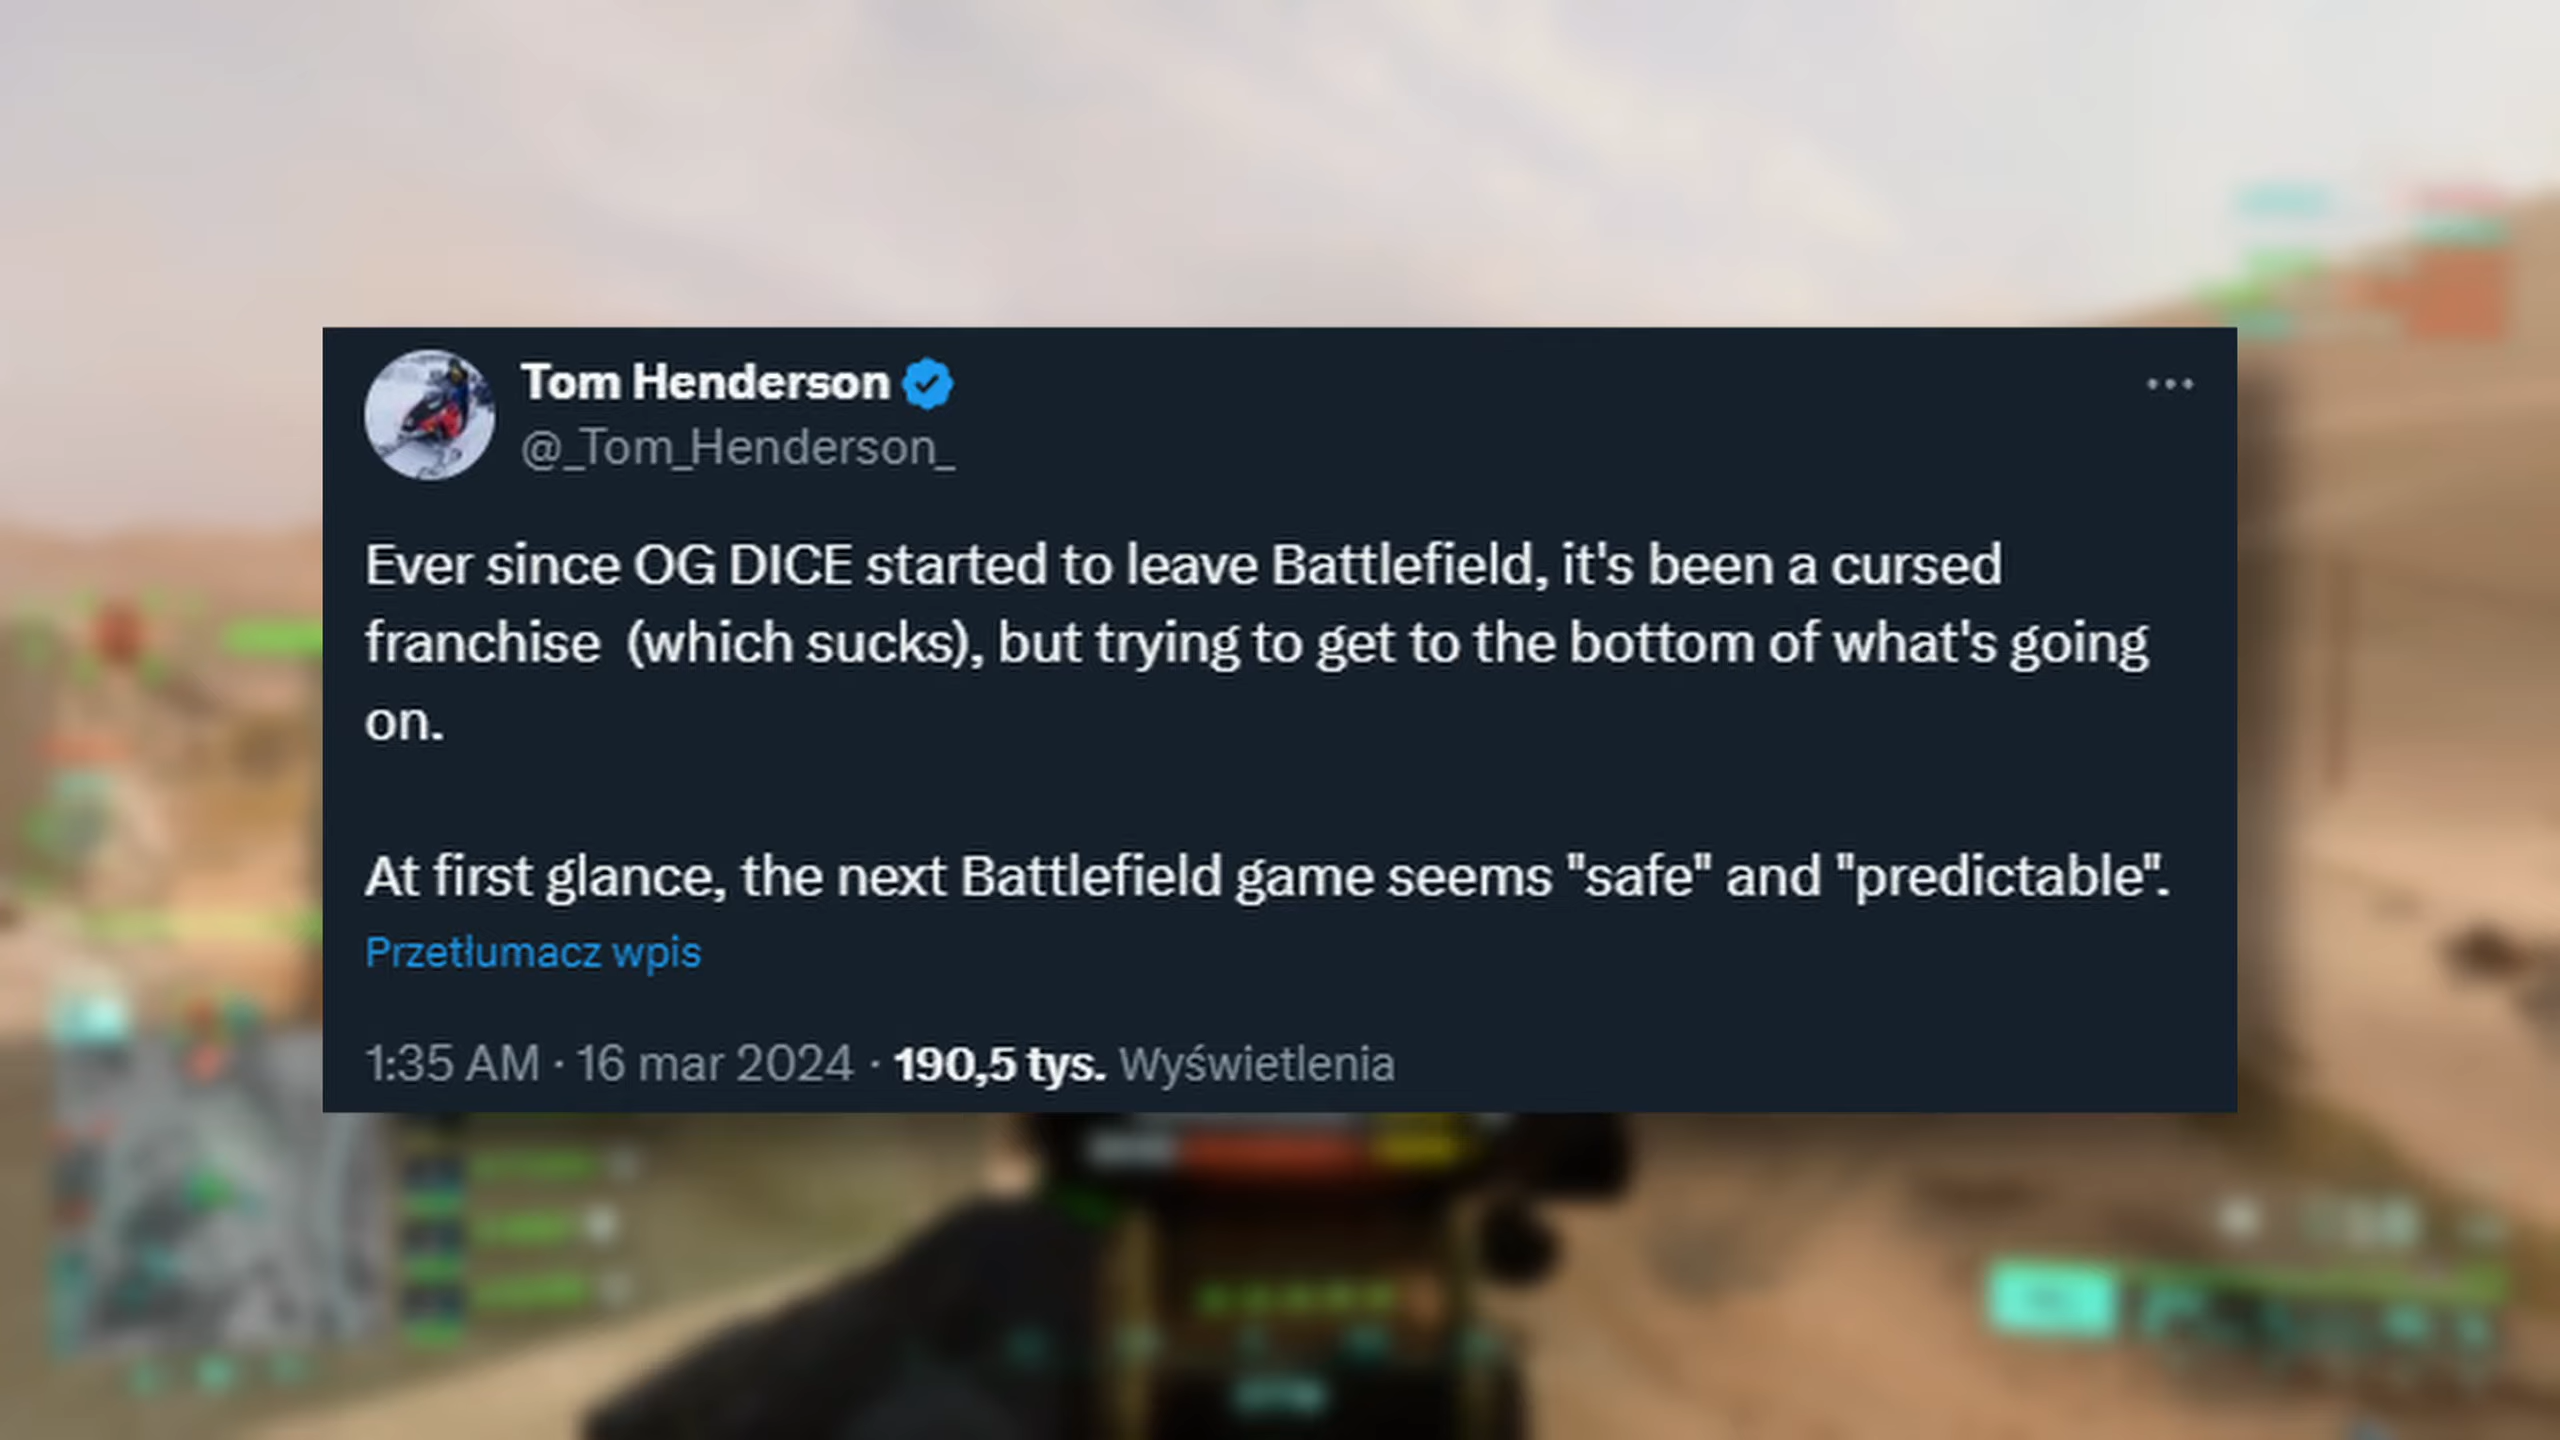 Tom Henderson
@_Tom_Henderson_
Ever since OG DICE started to leave Battlefield, it's been a cursed
franchise  (which sucks), but trying to get to the bottom of what's going
on.
At first glance, the next Battlefield game seems "safe" and "predictable".
Przetłumacz wpis
1:35 AM · 16 mar 2024 · 190,5 tys. Wyświetlenia